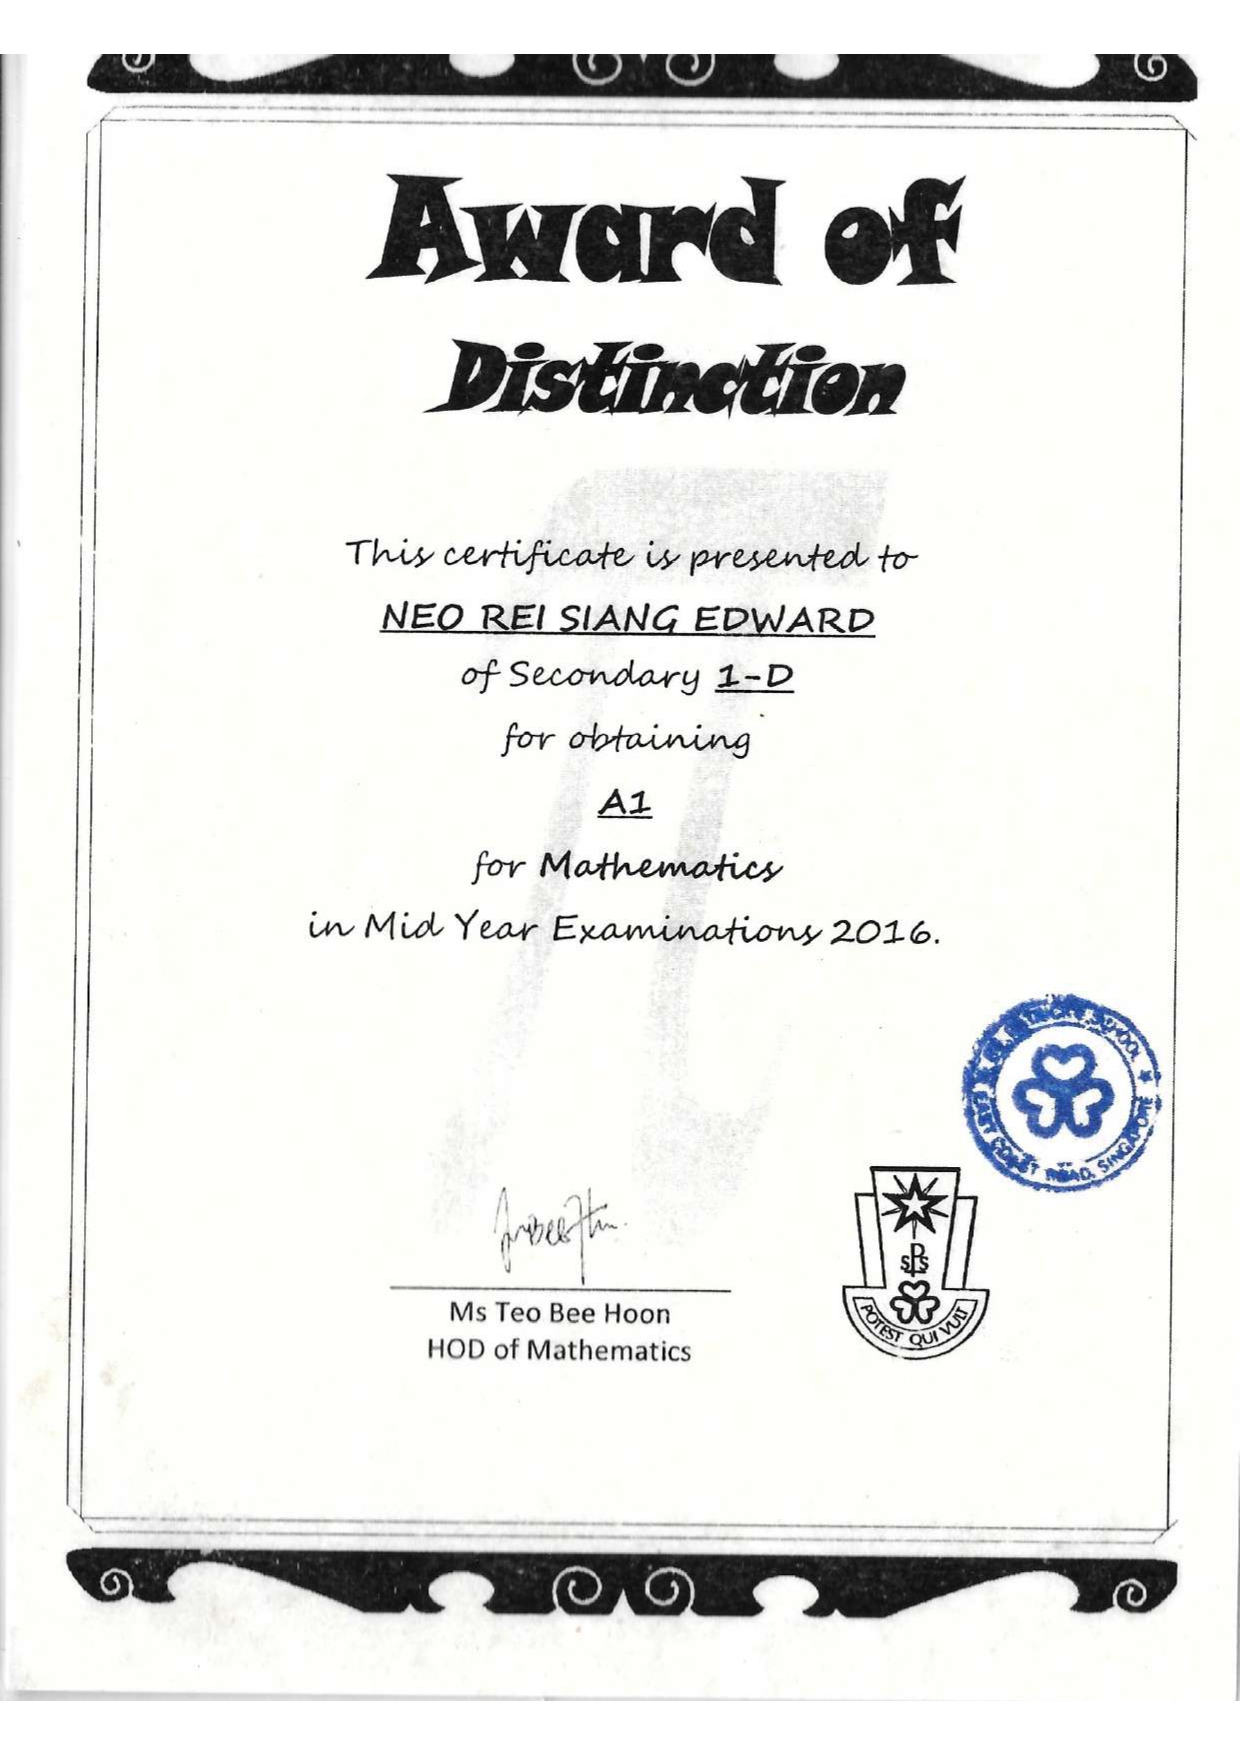 Award of
Distinction
This certificate is presented to
NEO REI SIANG EDWARD
of Secondary 1-D
for obtaining
A1
for Mathematics
in Mid Year Examinations 2016.
SCHOOL
EAST COAST ROAD, SINGAPORE
SPS
POTEST QUI VULT
Ms Teo Bee Hoon
HOD of Mathematics